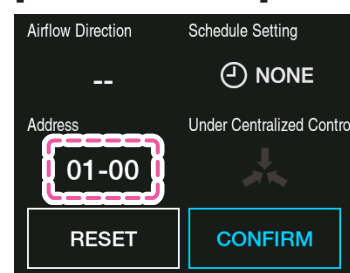 Airflow Direction
Schedule Setting
--
NONE
Address
Under Centralized Contro
01-00
RESET
CONFIRM